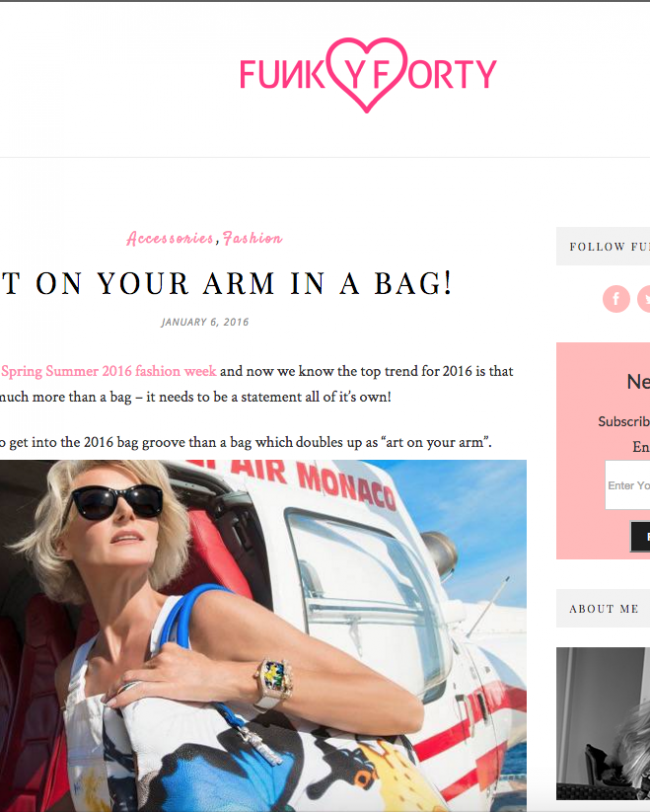 FUNKYFORTY
Accessories, Fashion
T ON YOUR ARM IN A BAG!
JANUARY 6, 2016
Spring Summer 2016 fashion week and now we know the top trend for 2016 is that
much more than a bag – it needs to be a statement all of it's own!
o get into the 2016 bag groove than a bag which doubles up as “art on your arm”.
AIR MONACO
FOLLOW FU
Ne
Subscrib
En
Enter Yo
ABOUT ME